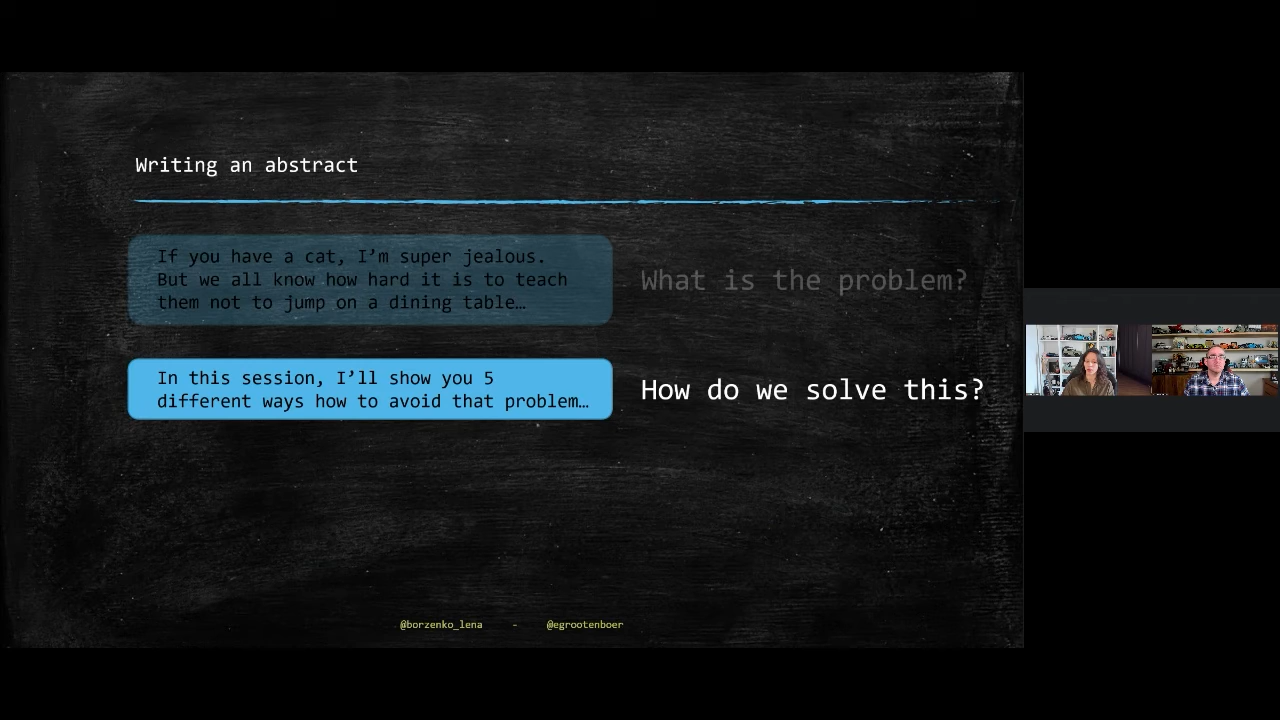 Writing an abstract
If you have a cat, I’m super jealous.
But we all know how hard it is to teach
them not to jump on a dining table…
What is the problem?
In this session, I’ll show you 5
different ways how to avoid that problem…
How do we solve this?
@borzenko_lena - @egrootenboer